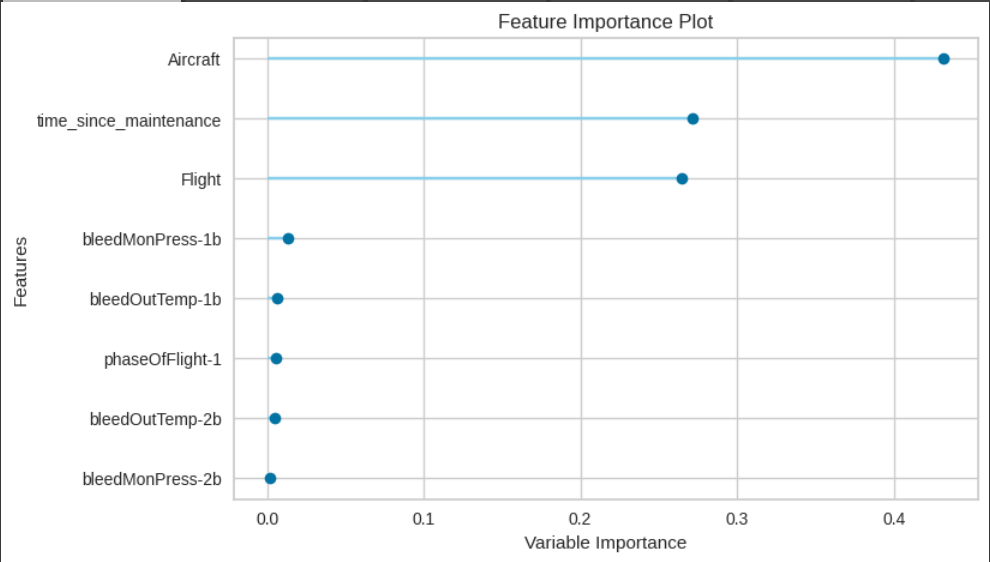 Feature Importance Plot
Aircraft
time_since_maintenance
Flight
bleedMonPress-1b
bleedOutTemp-1b
phaseOfFlight-1
bleedOutTemp-2b
bleedMonPress-2b
Features
0.0 0.1 0.2 0.3 0.4
Variable Importance